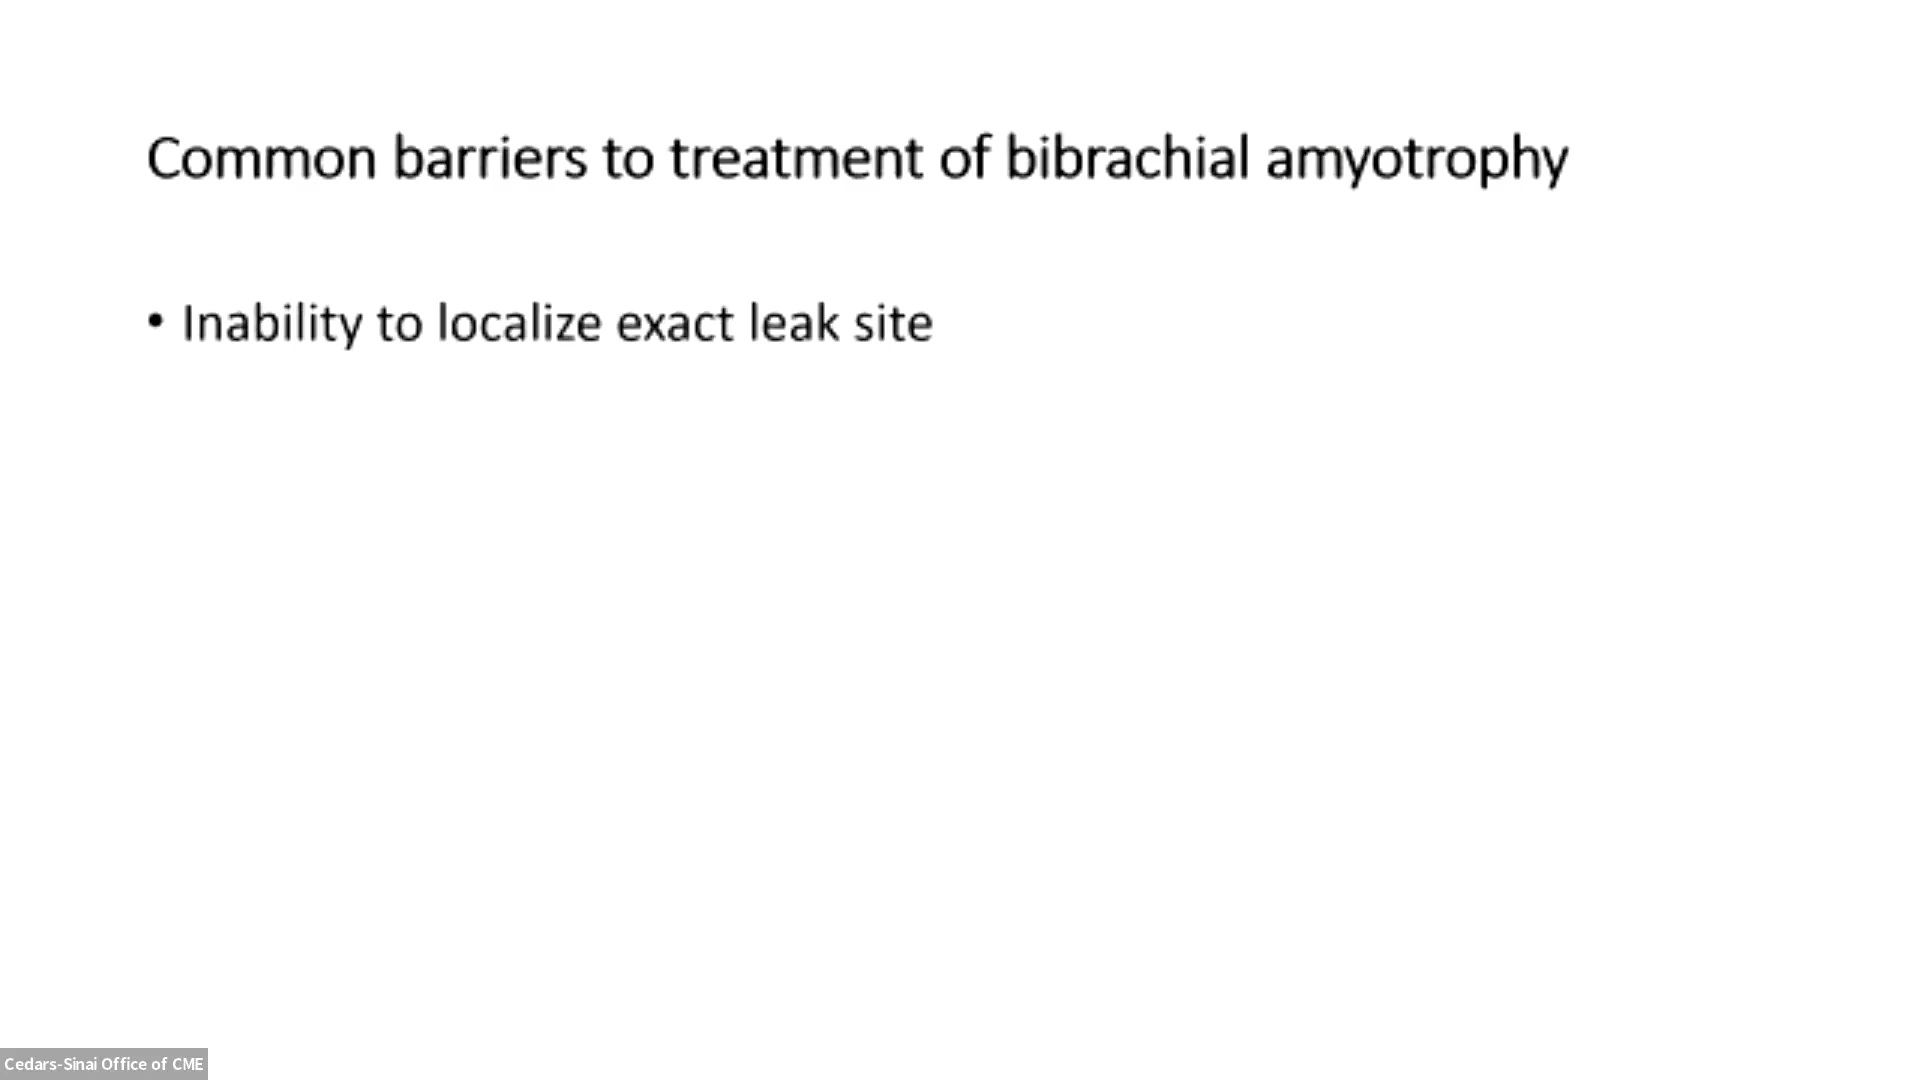 Common barriers to treatment of bibrachial amyotrophy
• Inability to localize exact leak site
Cedars-Sinai Office of CME